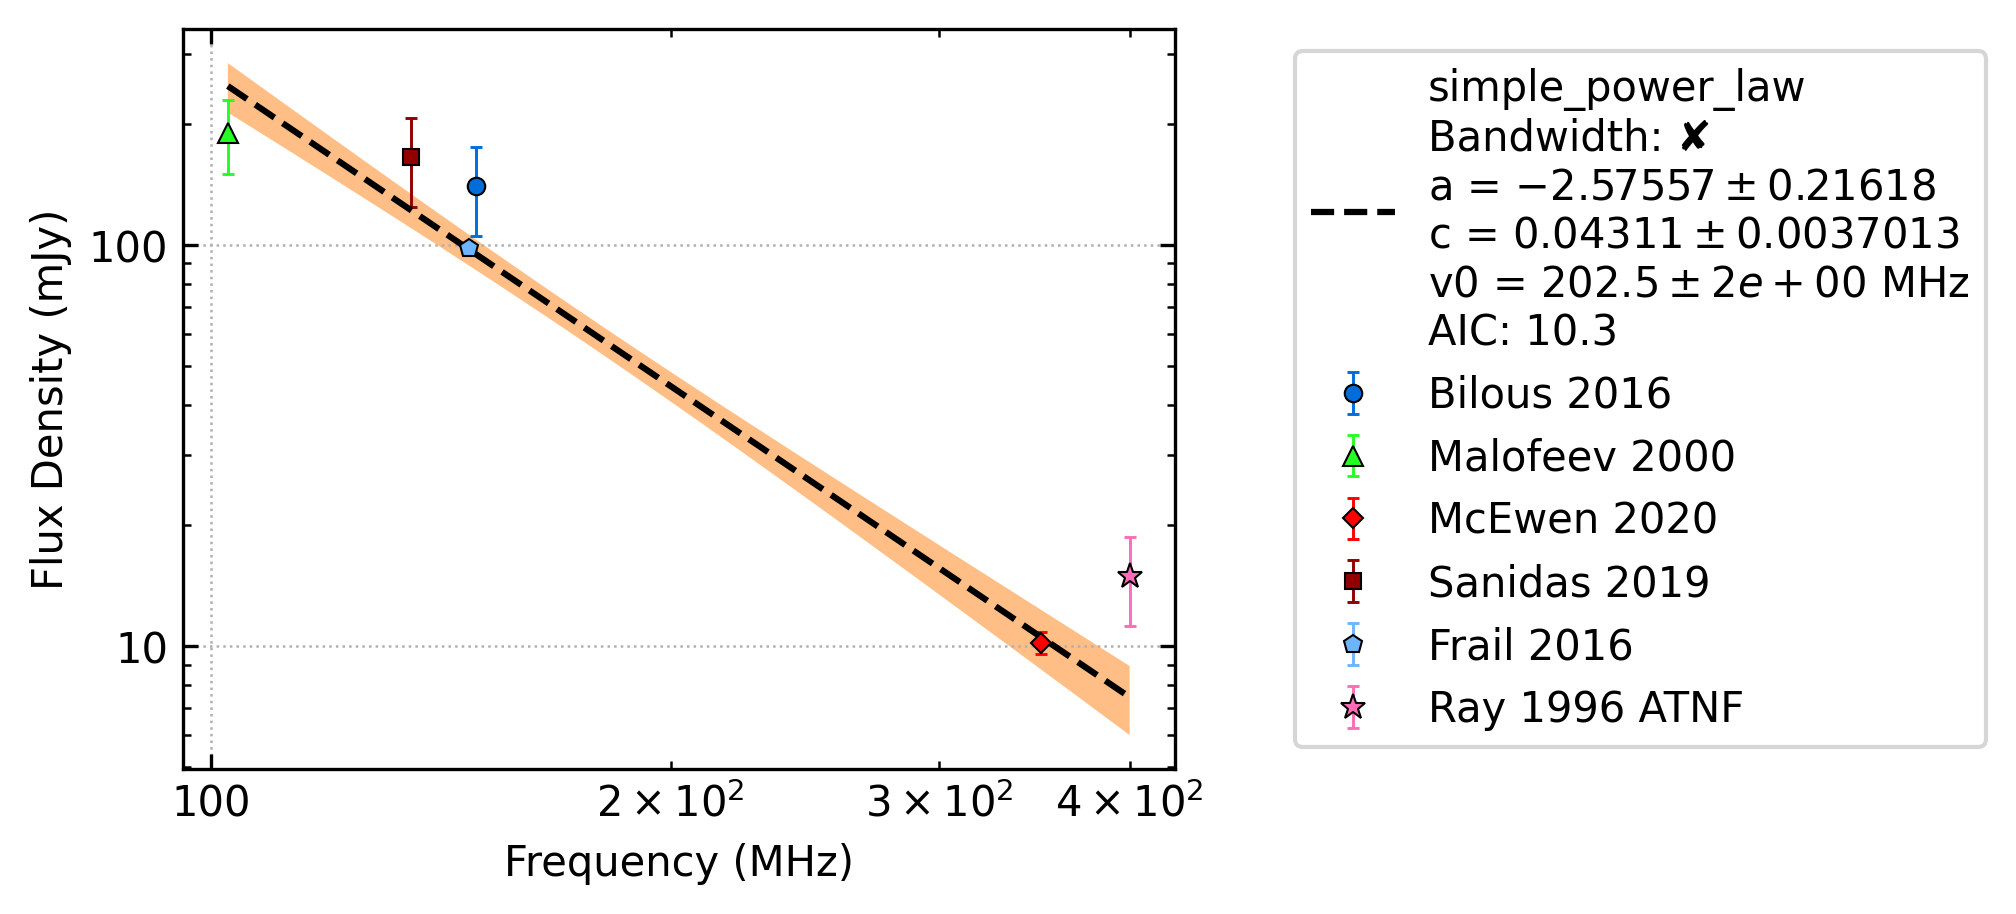 100
10
Flux Density (mJy)
100
2 × 10²
3 × 10²
4 × 10²
Frequency (MHz)
simple_power_law
Bandwidth: ✘
a = −2.57557 ± 0.21618
c = 0.04311 ± 0.0037013
v0 = 202.5 ± 2e + 00 MHz
AIC: 10.3
Bilous 2016
Malofeev 2000
McEwen 2020
Sanidas 2019
Frail 2016
Ray 1996 ATNF